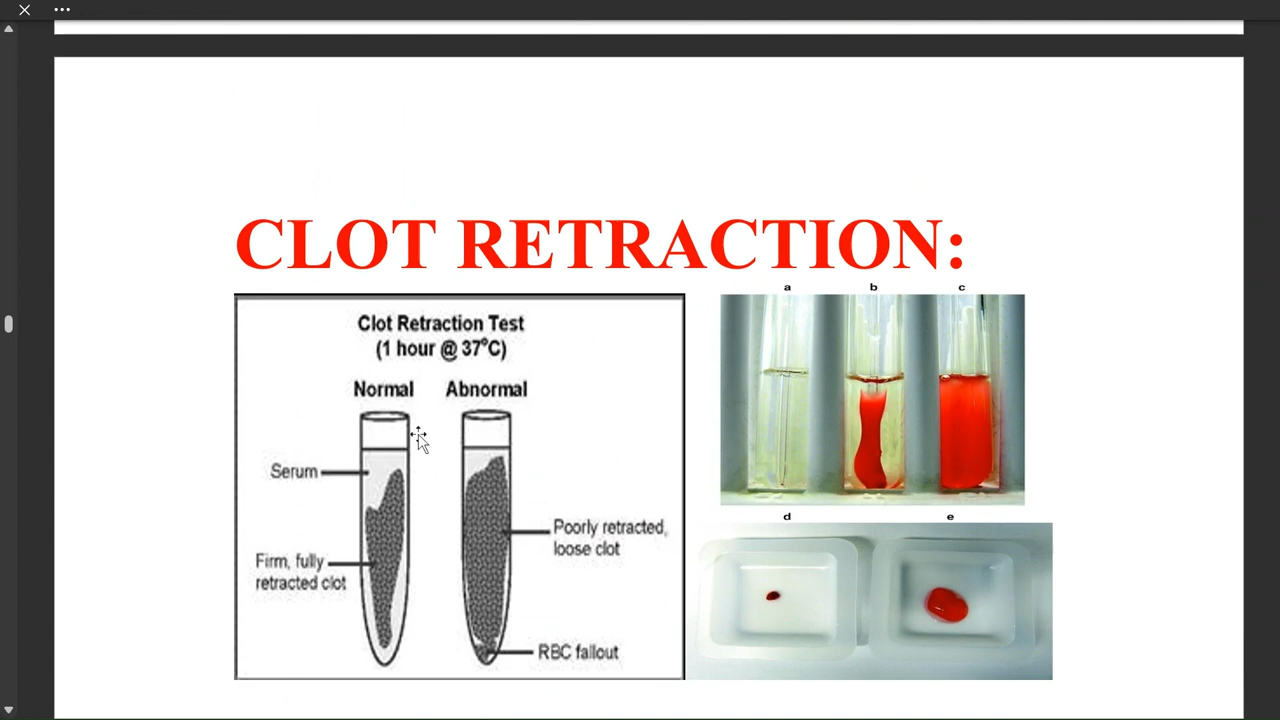 CLOT RETRACTION:
Clot Retraction Test
(1 hour @ 37°C)
Normal
Abnormal
Serum
Firm, fully
retracted clot
Poorly retracted,
loose clot
RBC fallout
a
b
c
d
e